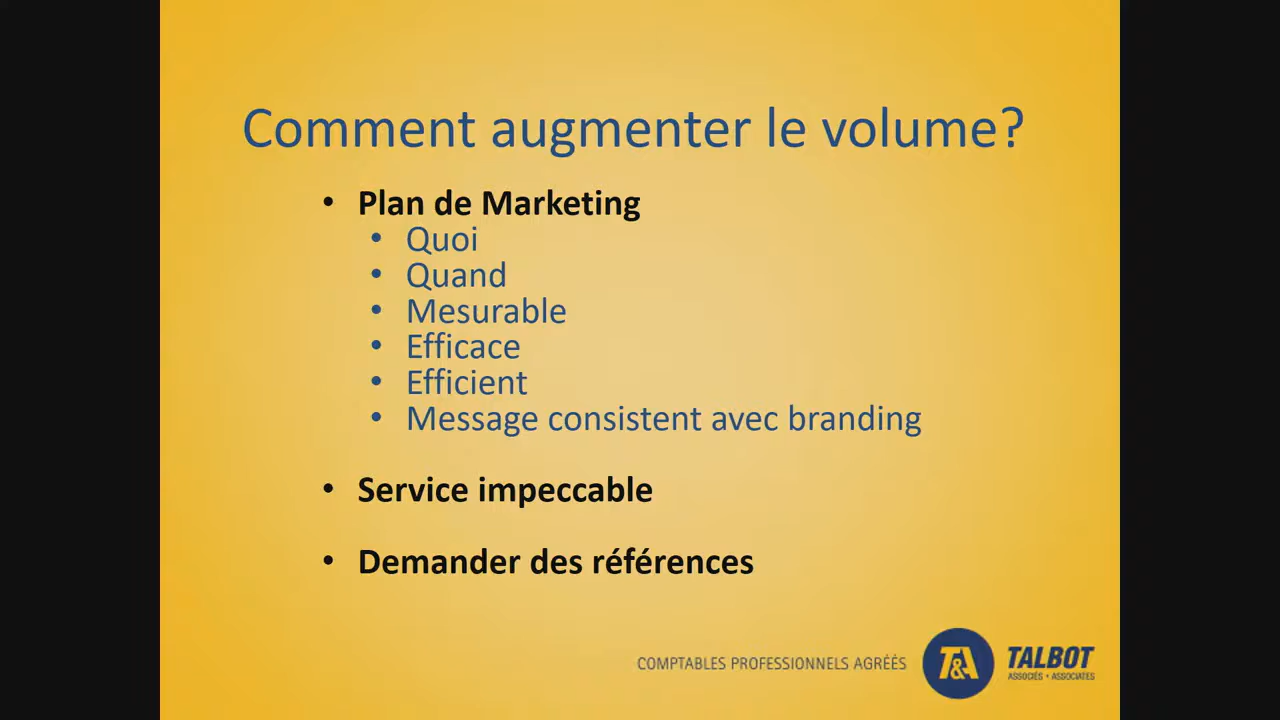 Comment augmenter le volume?
• Plan de Marketing
• Quoi
• Quand
• Mesurable
• Efficace
• Efficient
• Message consistent avec branding
• Service impeccable
• Demander des références
COMPTABLES PROFESSIONNELS AGRÉÉS
T&A
TALBOT
ASSOCIÉS • ASSOCIATES